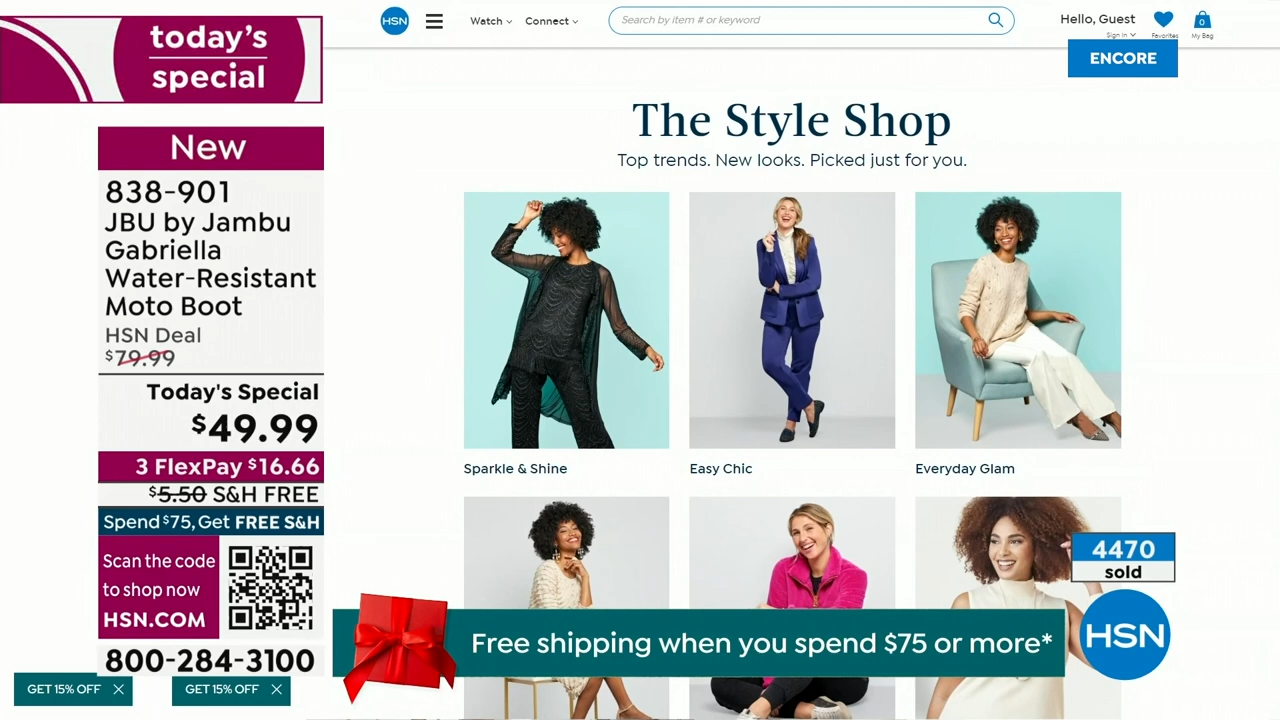 today's
special
New
838-901
JBU by Jambu
Gabriella
Water-Resistant
Moto Boot
HSN Deal
$79.99
Today's Special
$49.99
3 FlexPay $16.66
$5.50 S&H FREE
Spend $75, Get FREE S&H
Scan the code
to shop now
HSN.COM
800-284-3100
GET 15% OFF
GET 15% OFF
HSN
Watch
Connect
Search by item # or keyword
Hello, Guest
Sign In
Favorites
0
My Bag
ENCORE
The Style Shop
Top trends. New looks. Picked just for you.
Sparkle & Shine
Easy Chic
Everyday Glam
4470
sold
Free shipping when you spend $75 or more*
HSN